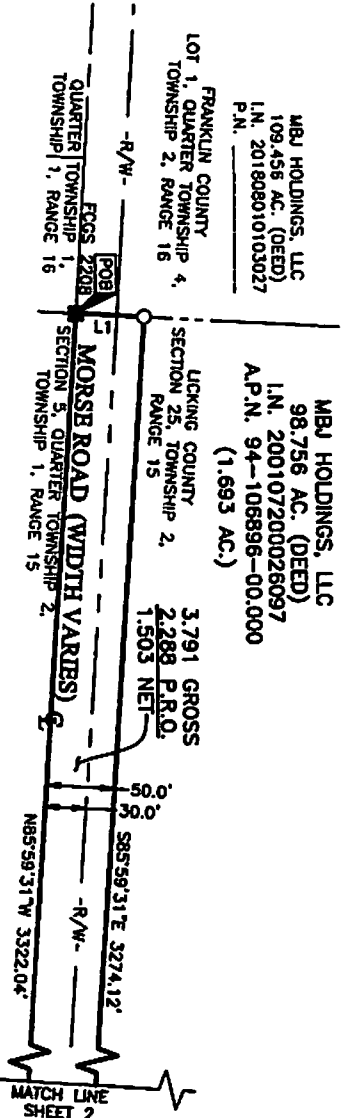 MBJ HOLDINGS, LLC
109.456 AC. (DEED)
I.N. 201808010103027
P.N.
FRANKLIN COUNTY
LOT 1, QUARTER TOWNSHIP 4,
TOWNSHIP 2, RANGE 16
-R/W-
QUARTER TOWNSHIP 1,
TOWNSHIP 1, RANGE 16
FCGS 2208
POB
L1
MBJ HOLDINGS, LLC
98.756 AC. (DEED)
I.N. 200107200026097
A.P.N. 94-106896-00.000
(1.693 AC.)
LICKING COUNTY
SECTION 25, TOWNSHIP 2,
RANGE 15
3.791 GROSS
2.288 P.R.O.
1.503 NET
MORSE ROAD (WIDTH VARIES)
SECTION 5, QUARTER TOWNSHIP 2,
TOWNSHIP 1, RANGE 15
50.0'
30.0'
S85°59'31"E 3274.12'
-R/W-
N85°59'31"W 3322.04'
MATCH LINE
SHEET 2